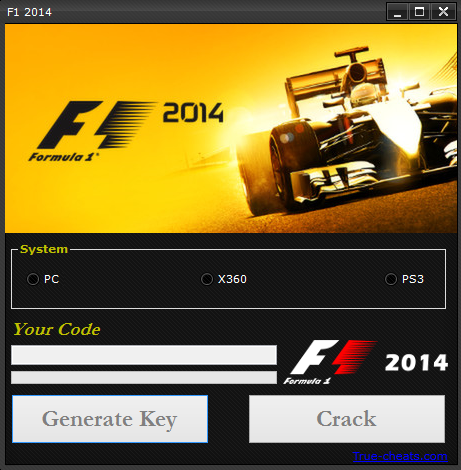 F1 2014
F1 2014
Formula 1®
System
PC X360 PS3
Your Code
F1 2014
Formula 1
Generate Key Crack
True-cheats.com